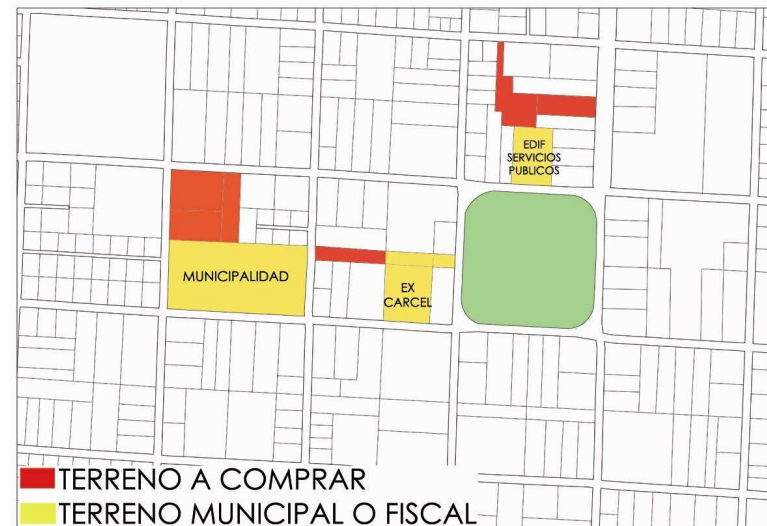 EDIF
SERVICIOS
PUBLICOS
MUNICIPALIDAD
EX
CARCEL
TERRENO A COMPRAR
TERRENO MUNICIPAL O FISCAL